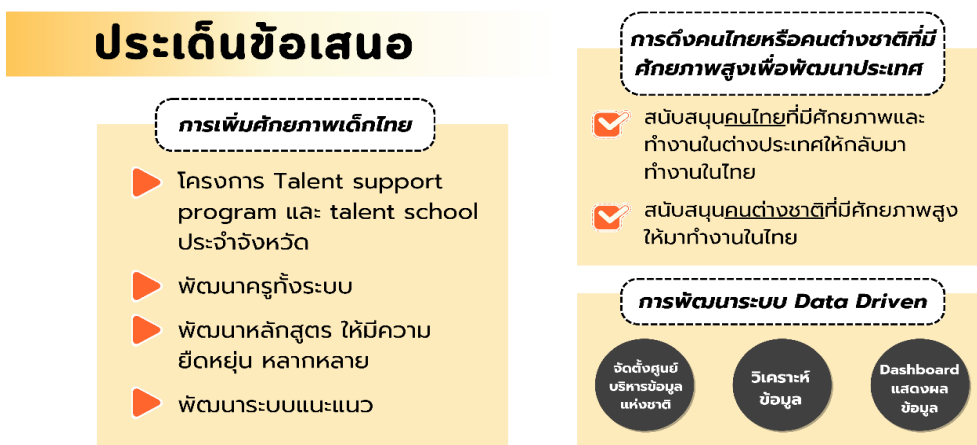 ประเด็นข้อเสนอ
การเพิ่มศักยภาพเด็กไทย
โครงการ Talent support
program และ talent school
ประจำจังหวัด
พัฒนาครูทั้งระบบ
พัฒนาหลักสูตร ให้มีความ
ยืดหยุ่น หลากหลาย
พัฒนาระบบแนะแนว
การดึงคนไทยหรือคนต่างชาติที่มี
ศักยภาพสูงเพื่อพัฒนาประเทศ
สนับสนุนคนไทยที่มีศักยภาพและ
ทำงานในต่างประเทศให้กลับมา
ทำงานในไทย
สนับสนุนคนต่างชาติที่มีศักยภาพสูง
ให้มาทำงานในไทย
การพัฒนาระบบ Data Driven
จัดตั้งศูนย์
บริหารข้อมูล
แห่งชาติ
วิเคราะห์
ข้อมูล
Dashboard
แสดงผล
ข้อมูล